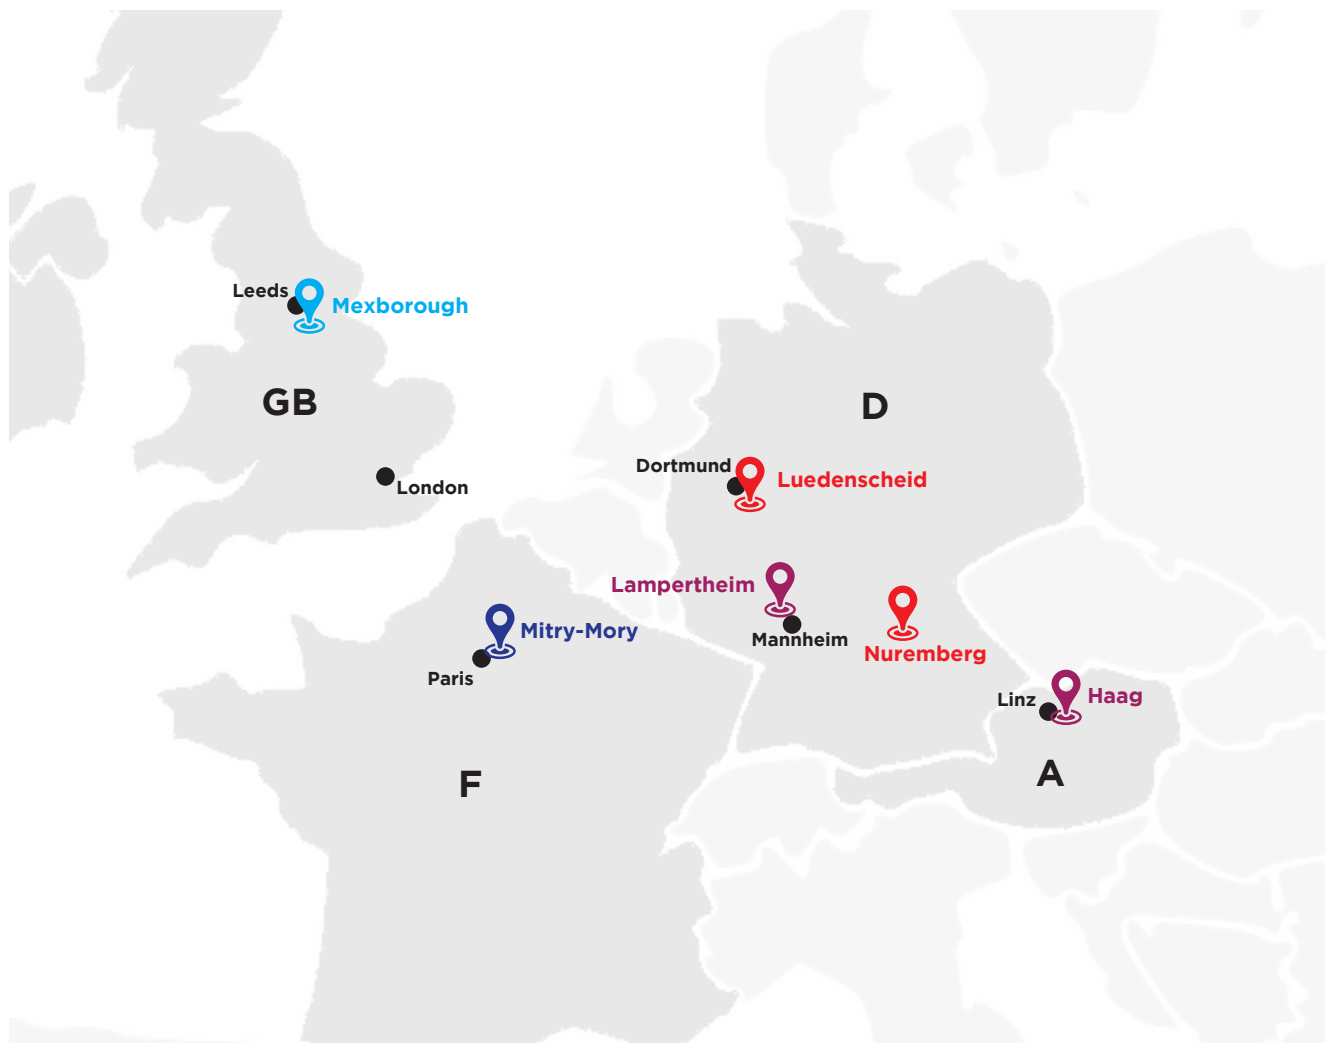 Leeds
Mexborough
GB
D
Dortmund
Luedenscheid
London
Lampertheim
Mitry-Mory
Mannheim
Nuremberg
Paris
Linz
Haag
F
A